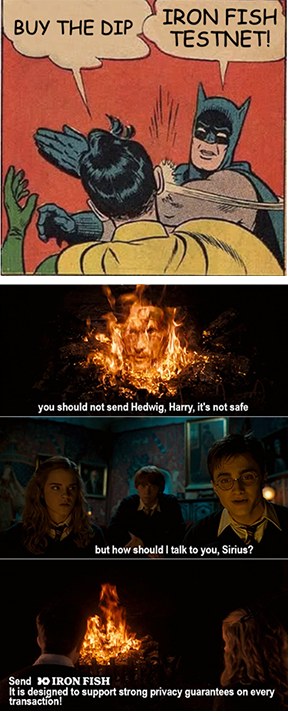 BUY THE DIP
IRON FISH
TESTNET!
you should not send Hedwig, Harry, it's not safe
but how should I talk to you, Sirius?
Send IRON FISH
It is designed to support strong privacy guarantees on every
transaction!